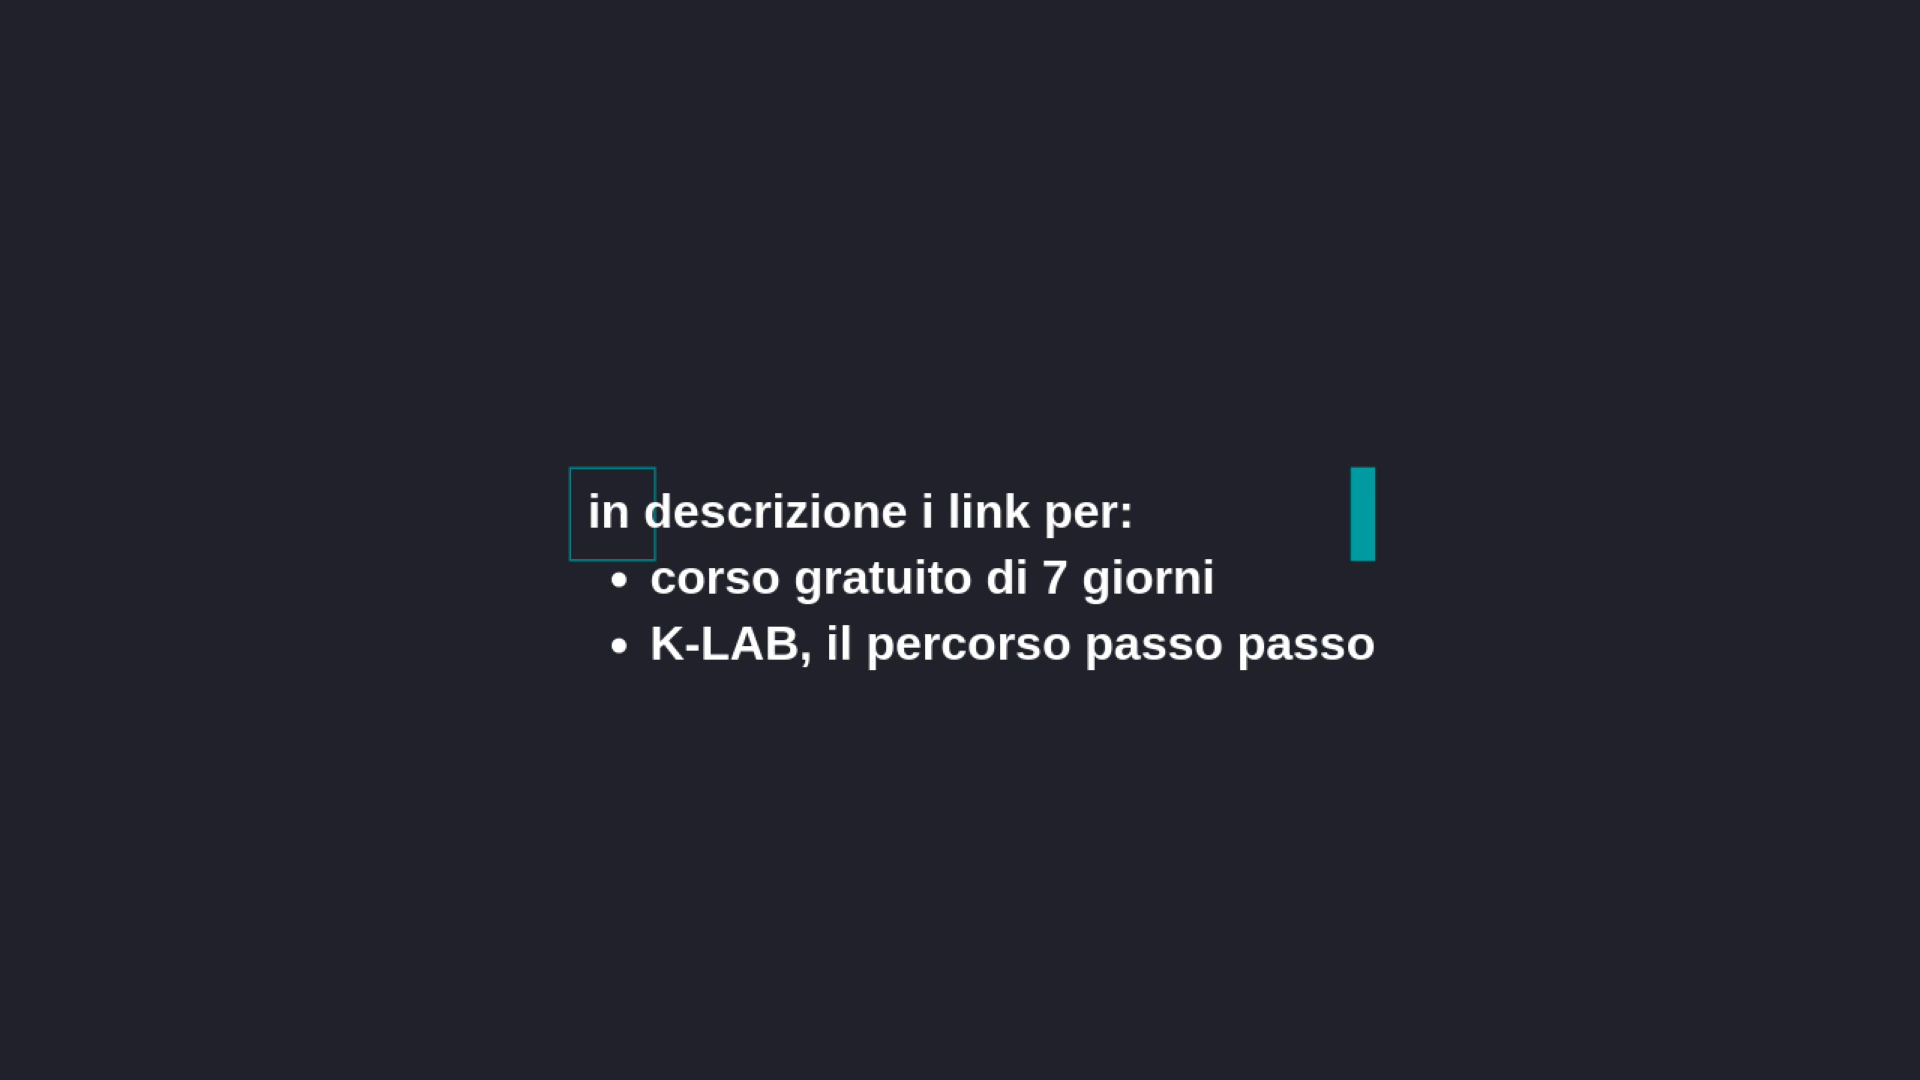 in descrizione i link per:
• corso gratuito di 7 giorni
• K-LAB, il percorso passo passo